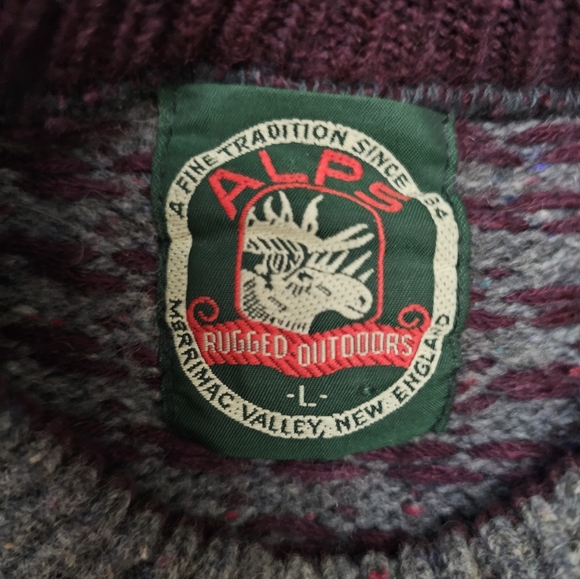 A FINE TRADITION SINCE '84
ALPS
RUGGED OUTDOORS
-L-
MERRIMAC VALLEY, NEW ENGLAND